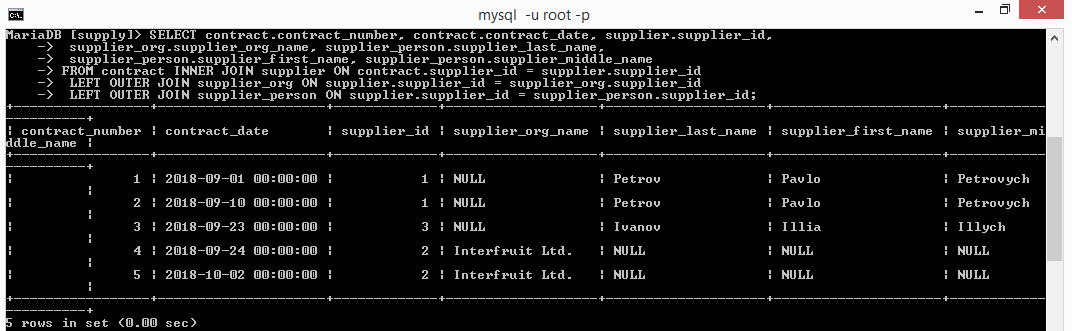 mysql -u root -p
MariaDB [supply]> SELECT contract.contract_number, contract.contract_date, supplier.supplier_id,
-> supplier_org.supplier_org_name, supplier_person.supplier_last_name,
-> supplier_person.supplier_first_name, supplier_person.supplier_middle_name
-> FROM contract INNER JOIN supplier ON contract.supplier_id = supplier.supplier_id
-> LEFT OUTER JOIN supplier_org ON supplier.supplier_id = supplier_org.supplier_id
-> LEFT OUTER JOIN supplier_person ON supplier.supplier_id = supplier_person.supplier_id;
| contract_number | contract_date | supplier_id | supplier_org_name | supplier_last_name | supplier_first_name | supplier_mi
ddle_name |
| 1 | 2018-09-01 00:00:00 | 1 | NULL | Petrov | Pavlo | Petrovych
|
| 2 | 2018-09-10 00:00:00 | 1 | NULL | Petrov | Pavlo | Petrovych
|
| 3 | 2018-09-23 00:00:00 | 3 | NULL | Ivanov | Illia | Illych
|
| 4 | 2018-09-24 00:00:00 | 2 | Interfruit Ltd. | NULL | NULL | NULL
|
| 5 | 2018-10-02 00:00:00 | 2 | Interfruit Ltd. | NULL | NULL | NULL
|
5 rows in set (0.00 sec)